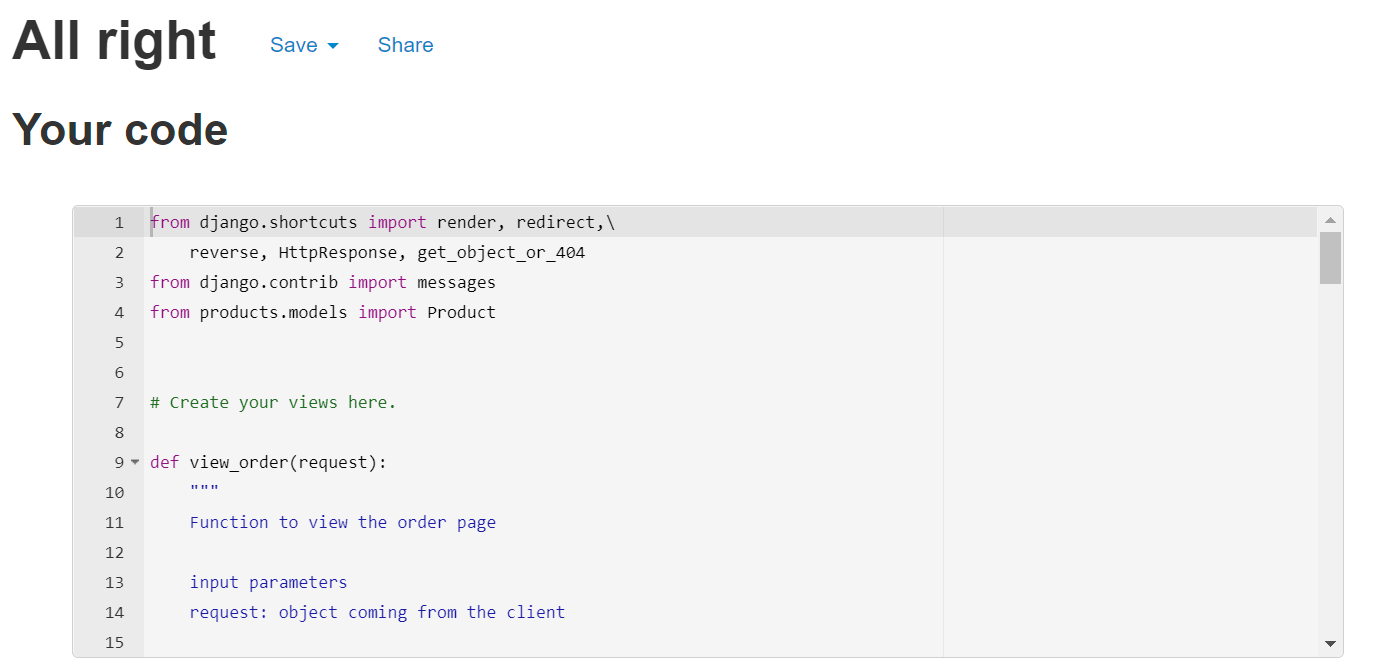 All right Save Share
Your code
1 from django.shortcuts import render, redirect,\
2 reverse, HttpResponse, get_object_or_404
3 from django.contrib import messages
4 from products.models import Product
5
6
7 # Create your views here.
8
9 def view_order(request):
10 """
11 Function to view the order page
12
13 input parameters
14 request: object coming from the client
15